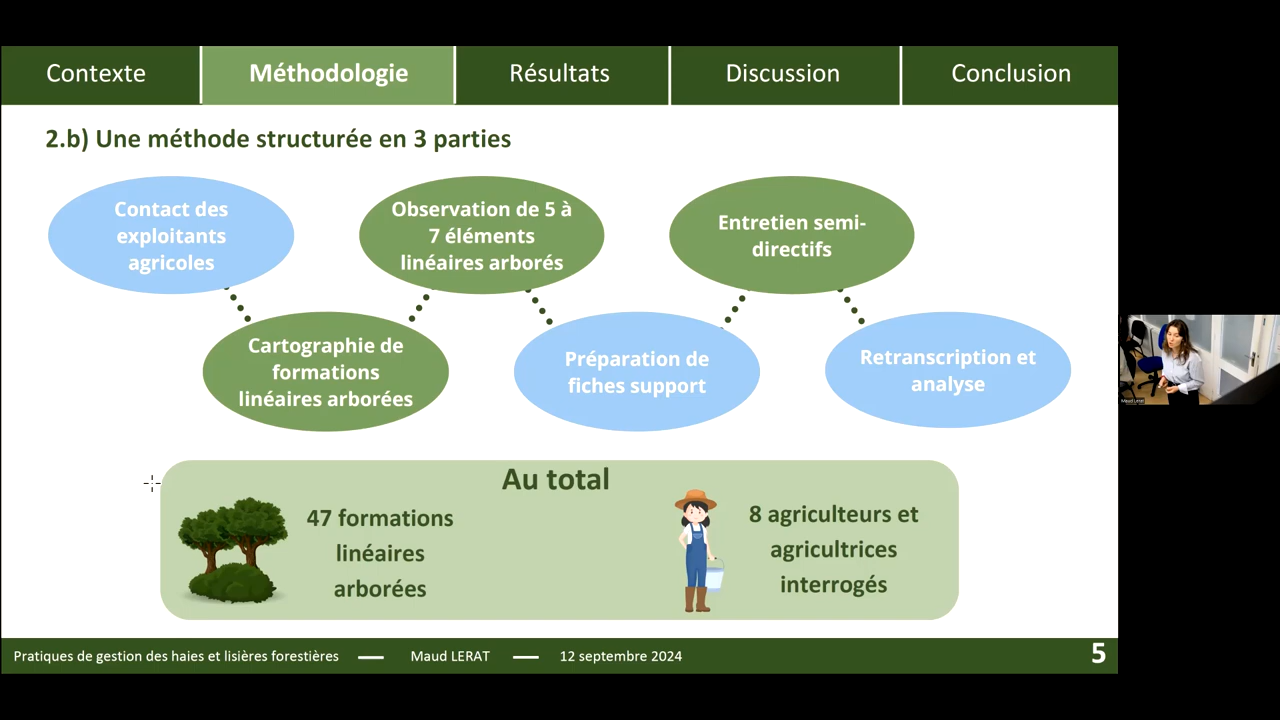 Contexte
Méthodologie
Résultats
Discussion
Conclusion
2.b) Une méthode structurée en 3 parties
Contact des
exploitants
agricoles
Cartographie de
formations
linéaires arborées
Observation de 5 à
7 éléments
linéaires arborés
Préparation de
fiches support
Entretien semi-
directifs
Retranscription et
analyse
Au total
47 formations
linéaires
arborées
8 agriculteurs et
agricultrices
interrogés
Pratiques de gestion des haies et lisières forestières — Maud LERAT — 12 septembre 2024
5
Maud Lerat